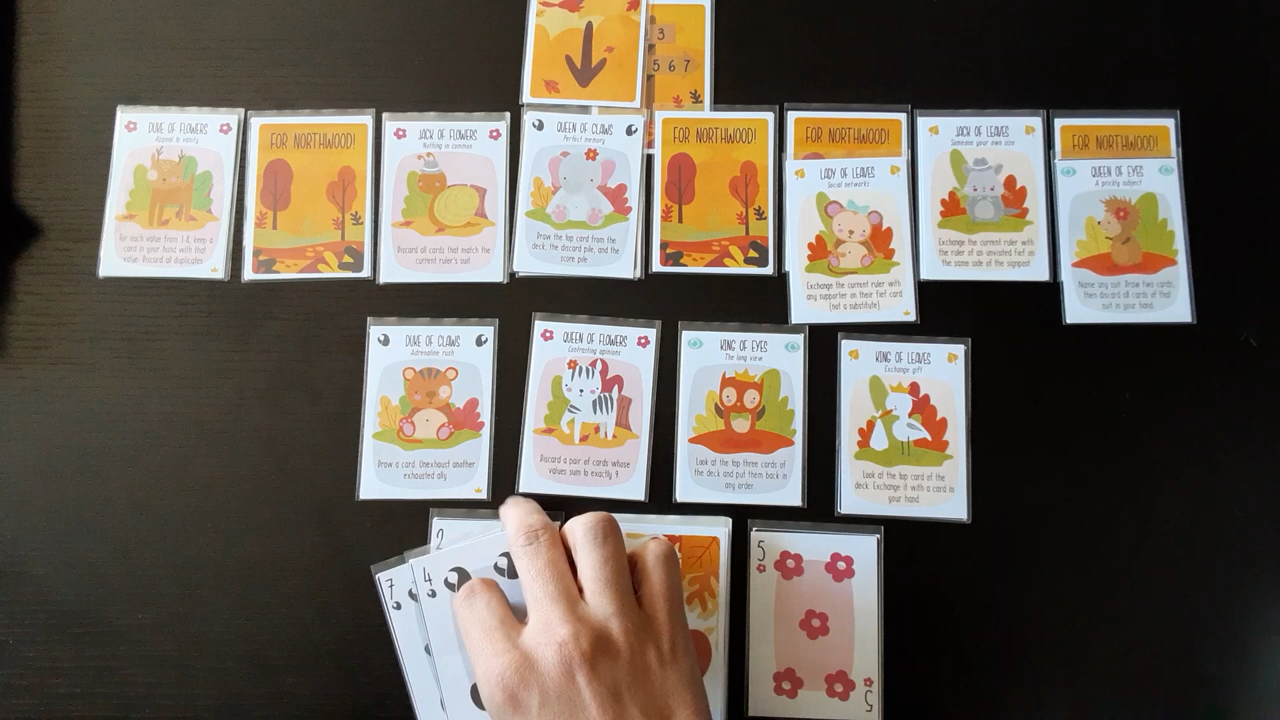 3
5 6 7
DUKE OF FLOWERS
Appeal to vanity
For each value from 1-8, keep a
card in your hand with that
value. Discard all duplicates
FOR NORTHWOOD!
JACK OF FLOWERS
Nothing in common
Discard all cards that match the
current ruler's suit
QUEEN OF CLAWS
Perfect memory
Draw the top card from the
deck, the discard pile, and the
score pile
FOR NORTHWOOD!
FOR NORTHWOOD!
LADY OF LEAVES
Social networks
Exchange the current ruler with
any supporter on their fief card
(not a substitute)
JACK OF LEAVES
Someone your own size
Exchange the current ruler with
the ruler of an unvisited fief on
the same side of the signpost
FOR NORTHWOOD!
QUEEN OF EYES
A prickly subject
Name any suit. Draw two cards,
then discard all cards of that
suit in your hand.
DUKE OF CLAWS
Adrenaline rush
Draw a card. Unexhaust another
exhausted ally
QUEEN OF FLOWERS
Contrasting opinions
Discard a pair of cards whose
values sum to exactly 9.
KING OF EYES
The long view
Look at the top three cards of
the deck and put them back in
any order.
KING OF LEAVES
Exchange gift
Look at the top card of the
deck. Exchange it with a card in
your hand.
7
4
2
5
5